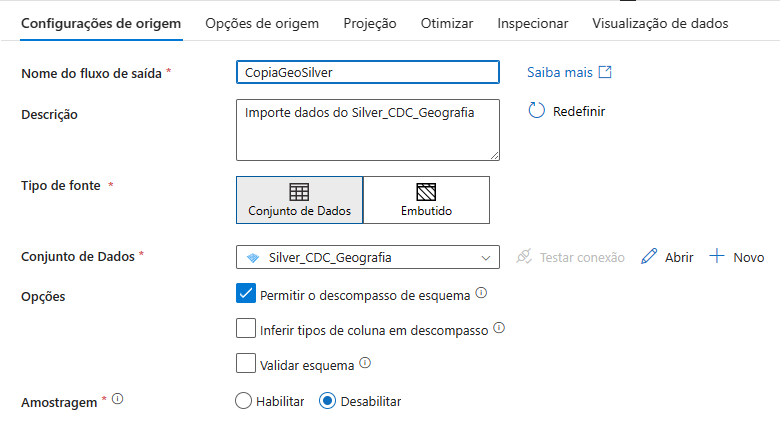 Configurações de origem Opções de origem Projeção Otimizar Inspecionar Visualização de dados
Nome do fluxo de saída * CopiaGeoSilver Saiba mais
Descrição Importe dados do Silver_CDC_Geografia Redefinir
Tipo de fonte * Conjunto de Dados Embutido
Conjunto de Dados * Silver_CDC_Geografia Testar conexão Abrir Novo
Opções Permitir o descompasso de esquema
Inferir tipos de coluna em descompasso
Validar esquema
Amostragem * Habilitar Desabilitar